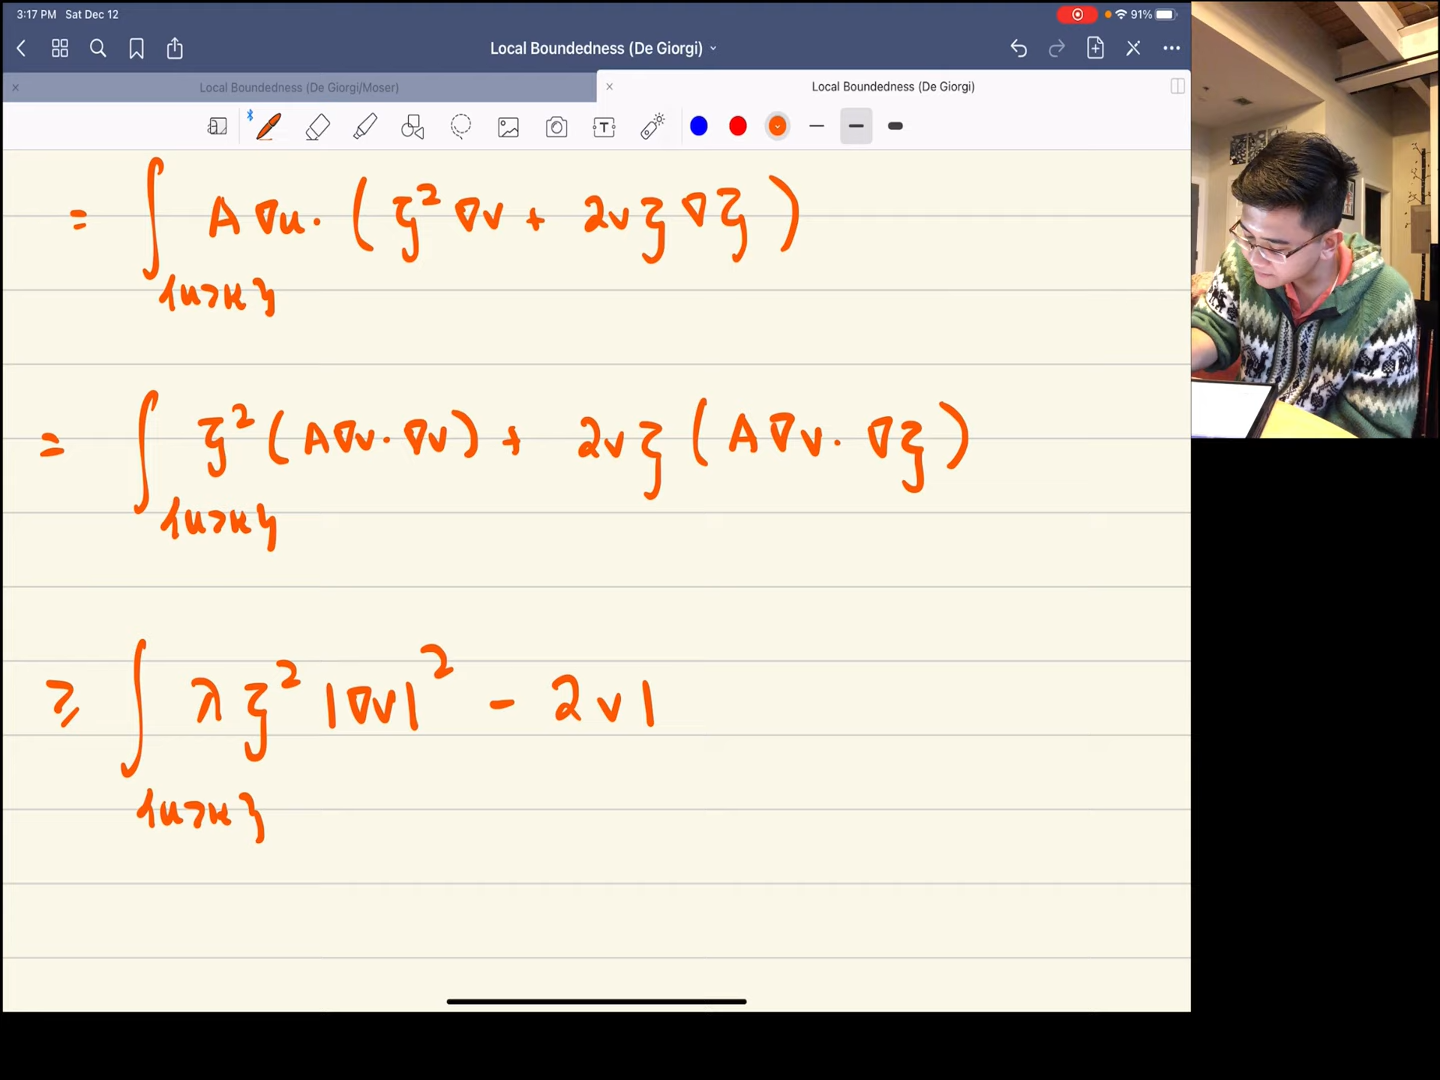 3:17 PM Sat Dec 12
91%
Local Boundedness (De Giorgi)
Local Boundedness (De Giorgi/Moser)
Local Boundedness (De Giorgi)
= ∫ A∇u · ( ξ² ∇v + 2vξ ∇ξ )
{u>k}
= ∫ ξ² (A∇v · ∇v) + 2vξ (A∇v · ∇ξ)
{u>k}
≥ ∫ λ ξ² |∇v|² - 2v|
{u>k}